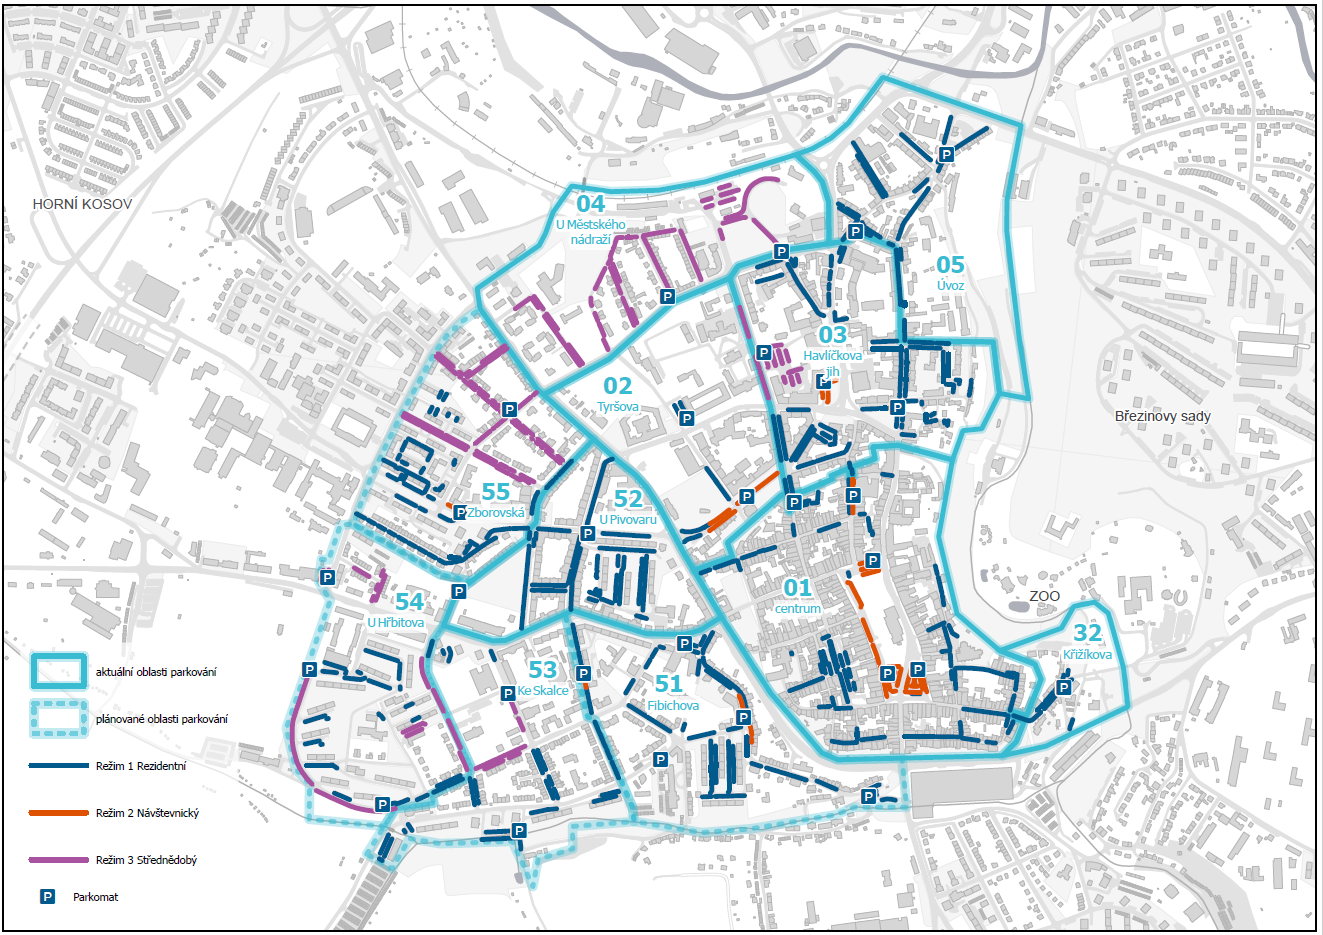 HORNÍ KOSOV
04
U Městského
nádraží
P
P
P
05
Úvoz
P
03
Havlíčkova
jih
P
P
02
Tyršova
P
P
P
Březinovy sady
55
Zborovská
P
52
U Pivovaru
P
P
P
P
P
P
01
centrum
ZOO
54
U Hřbitova
P
P
32
Křižíkova
P
53
Ke Skalce
P
P
51
Fibichova
P
P
P
P
P
P
P
P
P
aktuální oblasti parkování
plánované oblasti parkování
Režim 1 Rezidentní
Režim 2 Návštevnický
Režim 3 Střednědobý
P Parkomat